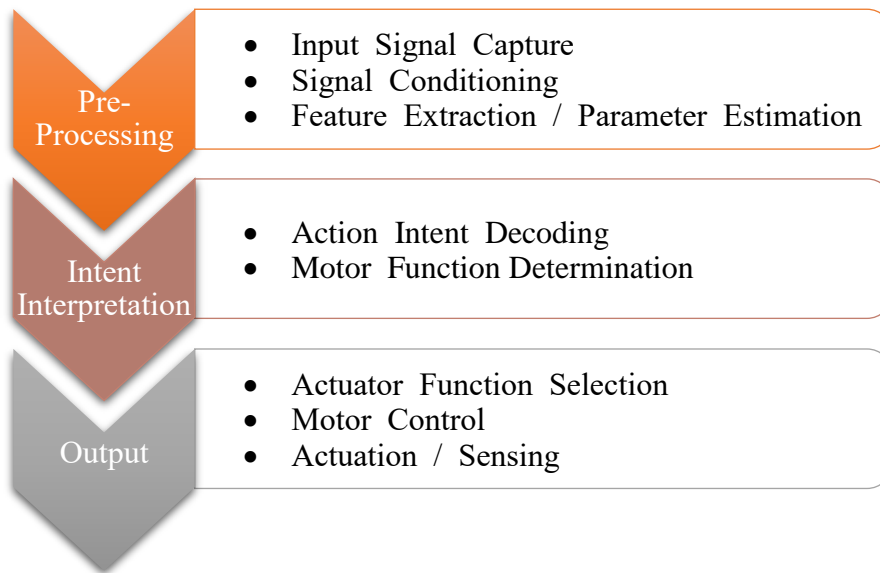 Pre-
Processing
• Input Signal Capture
• Signal Conditioning
• Feature Extraction / Parameter Estimation
Intent
Interpretation
• Action Intent Decoding
• Motor Function Determination
Output
• Actuator Function Selection
• Motor Control
• Actuation / Sensing